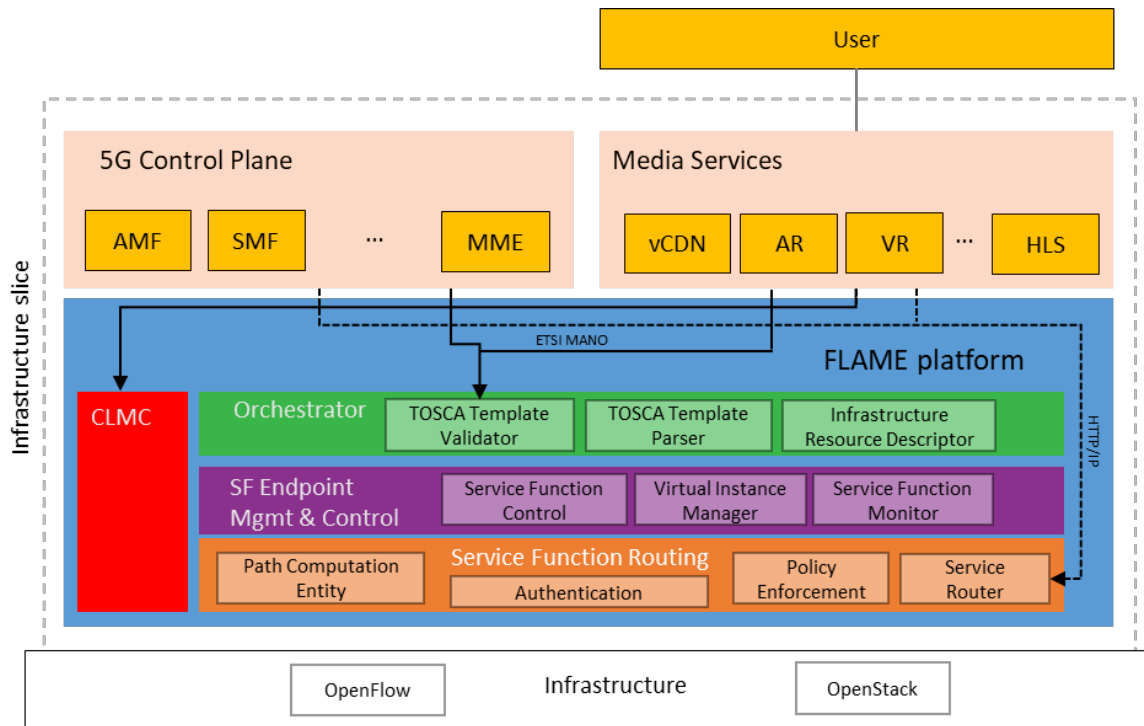 User
Infrastructure slice
5G Control Plane
AMF
SMF
...
MME
Media Services
vCDN
AR
VR
...
HLS
ETSI MANO
FLAME platform
HTTP/IP
CLMC
Orchestrator
TOSCA Template
Validator
TOSCA Template
Parser
Infrastructure
Resource Descriptor
SF Endpoint
Mgmt & Control
Service Function
Control
Virtual Instance
Manager
Service Function
Monitor
Service Function Routing
Path Computation
Entity
Authentication
Policy
Enforcement
Service
Router
OpenFlow
Infrastructure
OpenStack